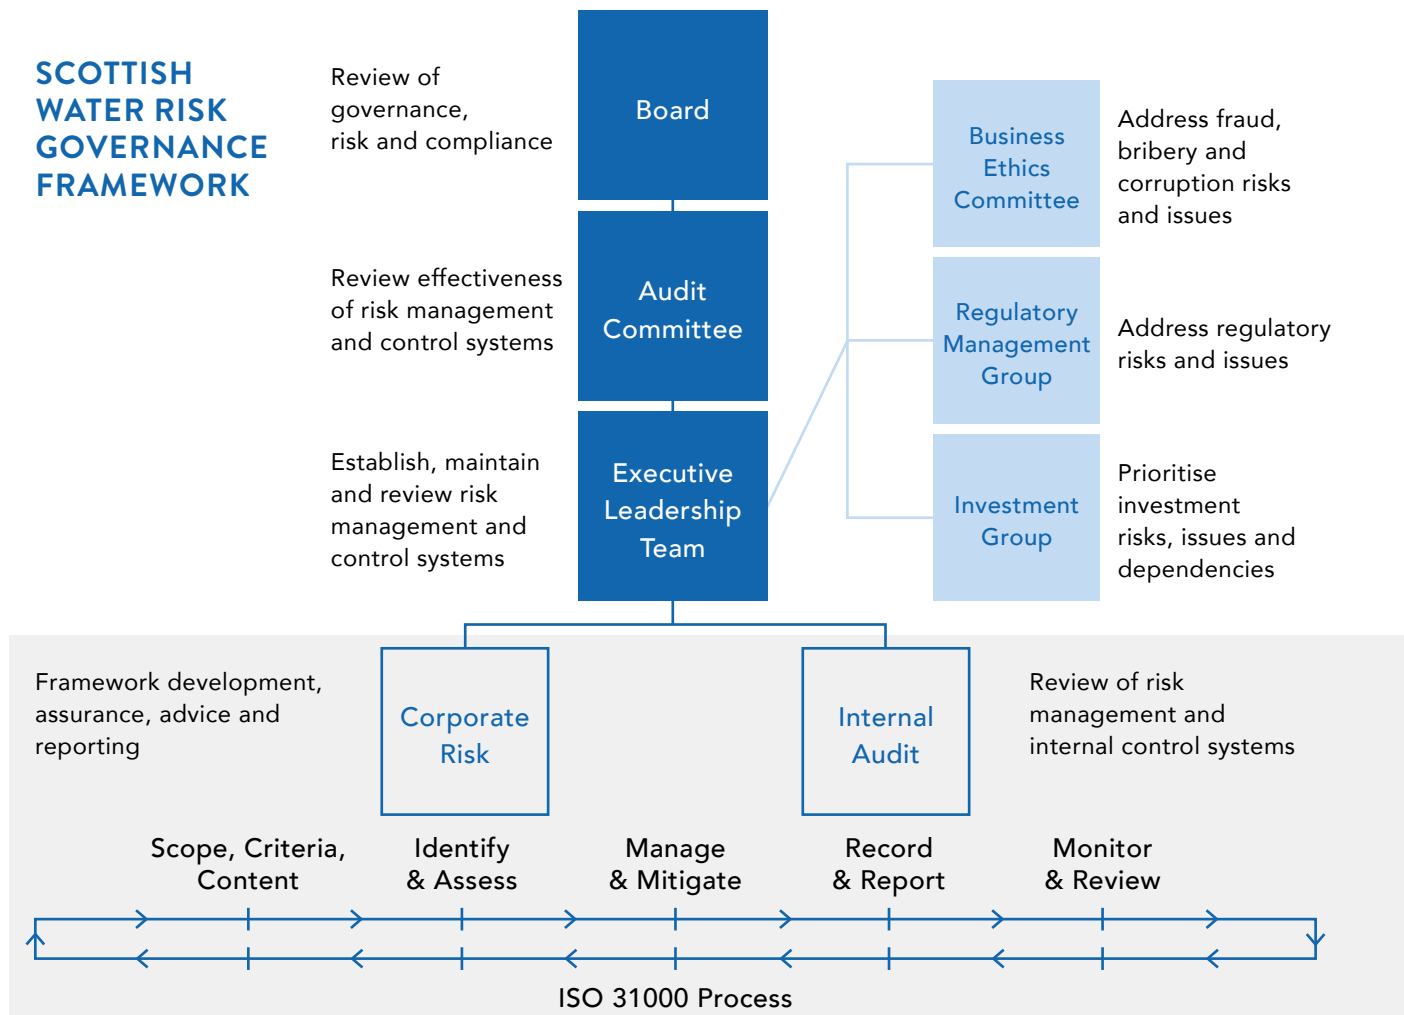 SCOTTISH
WATER RISK
GOVERNANCE
FRAMEWORK
Review of
governance,
risk and compliance
Board
Business
Ethics
Committee
Address fraud,
bribery and
corruption risks
and issues
Review effectiveness
of risk management
and control systems
Audit
Committee
Regulatory
Management
Group
Address regulatory
risks and issues
Establish, maintain
and review risk
management and
control systems
Executive
Leadership
Team
Investment
Group
Prioritise
investment
risks, issues and
dependencies
Framework development,
assurance, advice and
reporting
Corporate
Risk
Internal
Audit
Review of risk
management and
internal control systems
Scope, Criteria,
Content
Identify
& Assess
Manage
& Mitigate
Record
& Report
Monitor
& Review
ISO 31000 Process